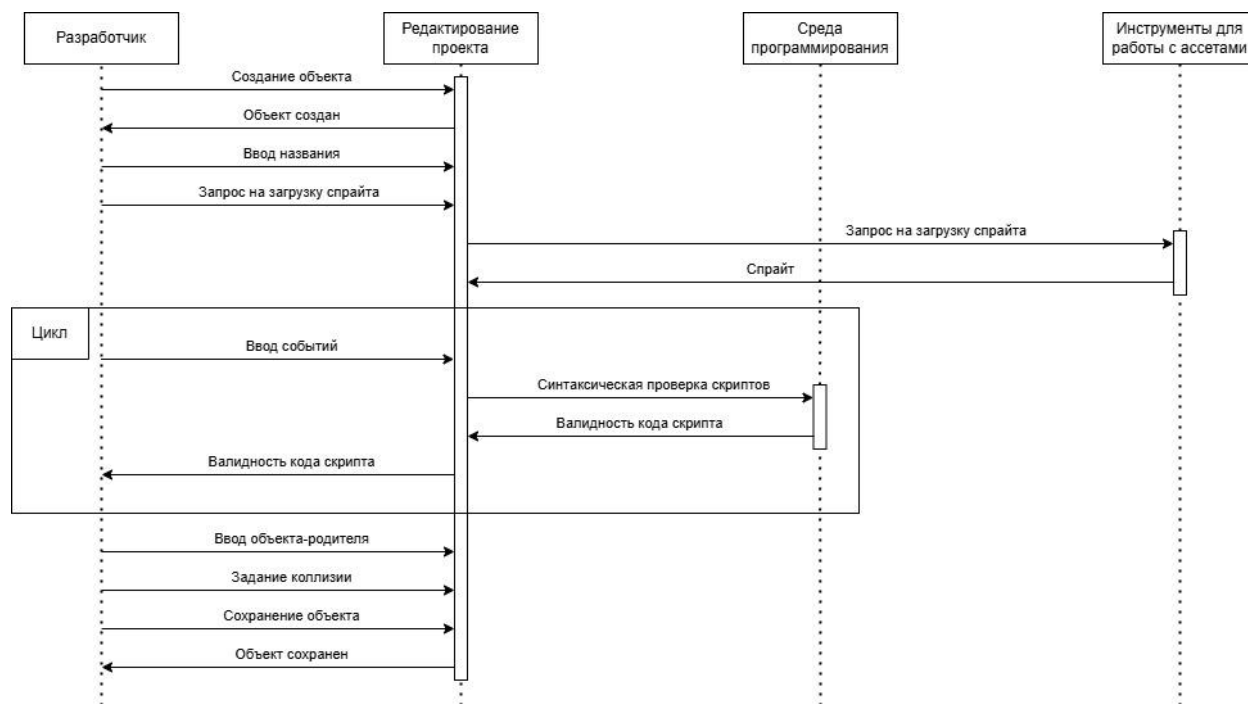 Разработчик
Редактирование
проекта
Среда
программирования
Инструменты для
работы с ассетами
Создание объекта
Объект создан
Ввод названия
Запрос на загрузку спрайта
Запрос на загрузку спрайта
Спрайт
Цикл
Ввод событий
Синтаксическая проверка скриптов
Валидность кода скрипта
Валидность кода скрипта
Ввод объекта-родителя
Задание коллизии
Сохранение объекта
Объект сохранен